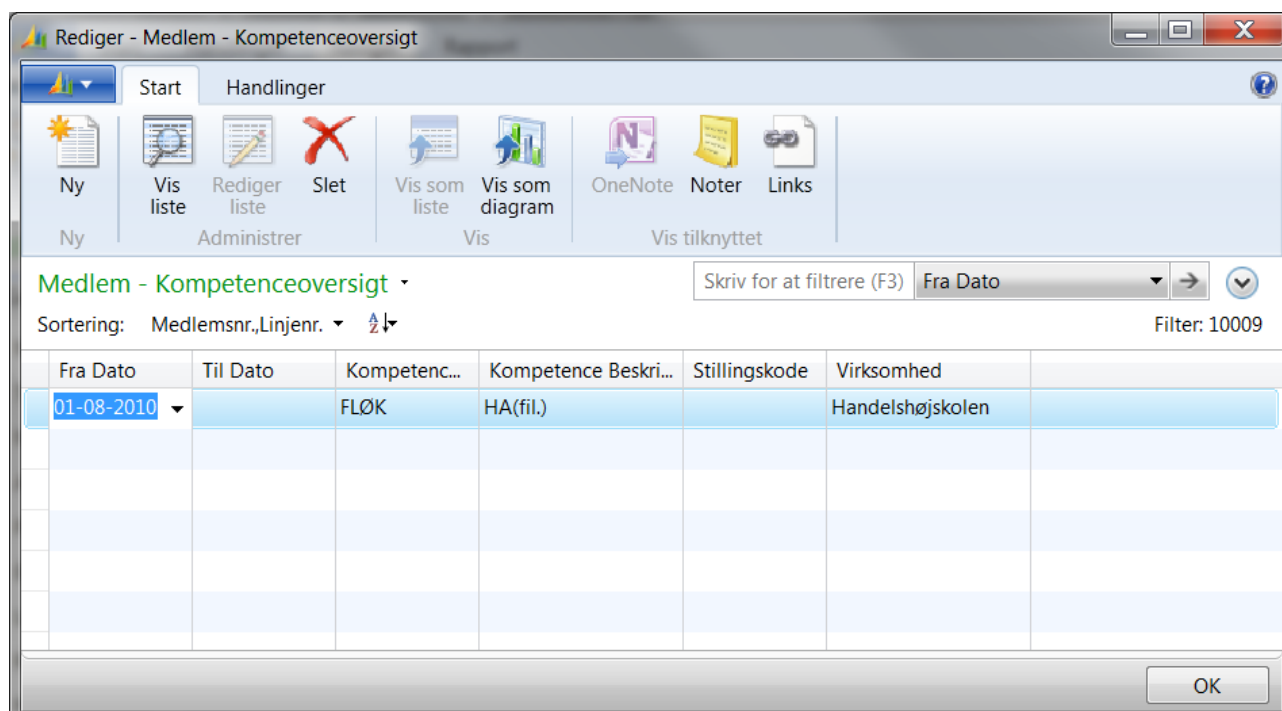 Rediger - Medlem - Kompetenceoversigt
Start Handlinger
Ny Vis liste Rediger liste Slet Vis som liste Vis som diagram OneNote Noter Links
Ny Administrer Vis Vis tilknyttet
Medlem - Kompetenceoversigt Skriv for at filtrere (F3) Fra Dato
Sortering: Medlemsnr.,Linjenr. Filter: 10009
Fra Dato Til Dato Kompetenc... Kompetence Beskri... Stillingskode Virksomhed
01-08-2010 FLØK HA(fil.) Handelshøjskolen
OK